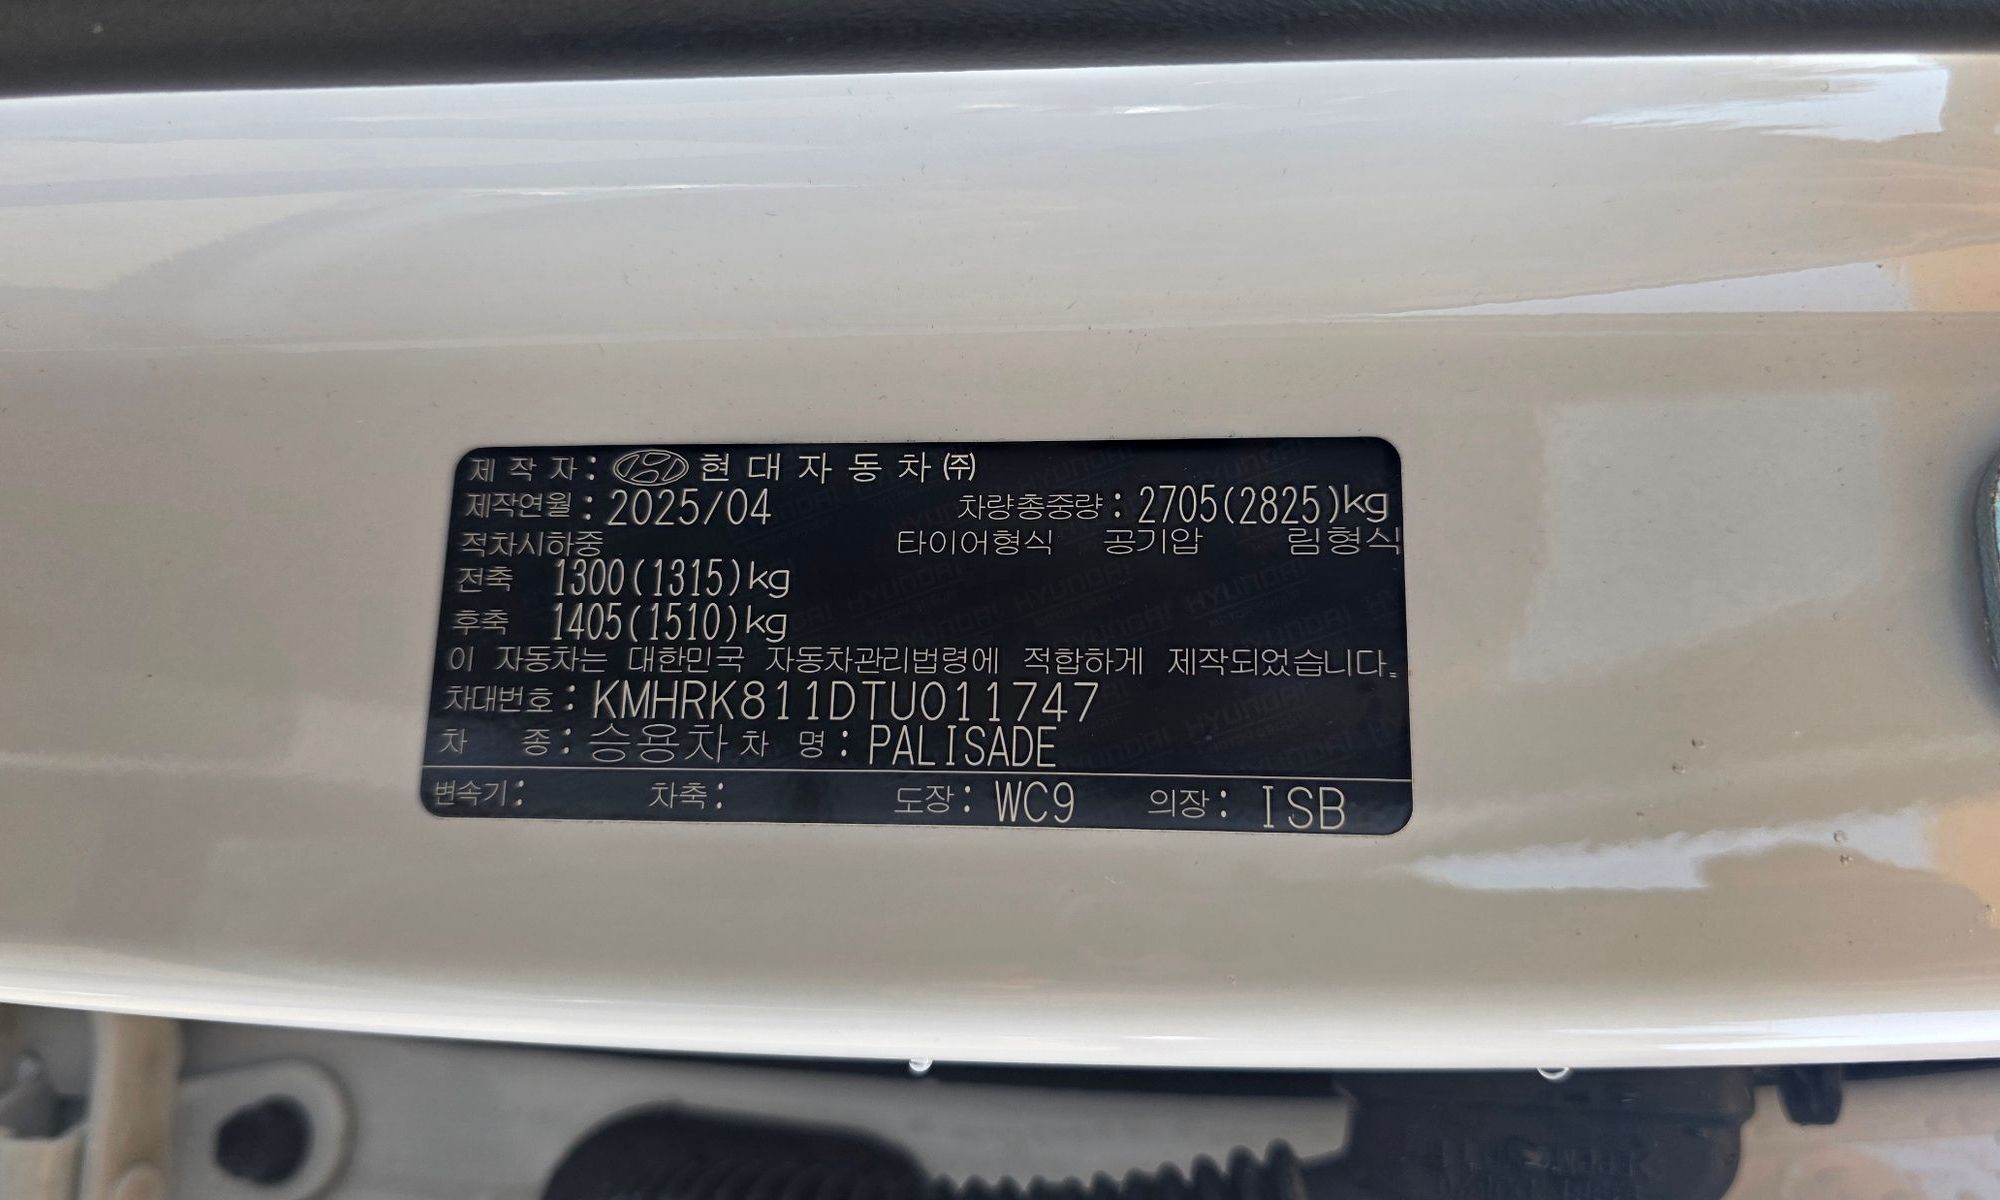 제 작 자 : 현 대 자 동 차 ㈜
제작연월 : 2025/04 차량총중량 : 2705(2825)kg
적차시하중 타이어형식 공기압 림형식
전축 1300(1315)kg
후축 1405(1510)kg
이 자동차는 대한민국 자동차관리법령에 적합하게 제작되었습니다.
차대번호 : KMHRK811DTU011747
차 종 : 승용차 차 명 : PALISADE
변속기 : 차축 : 도장 : WC9 의장 : ISB